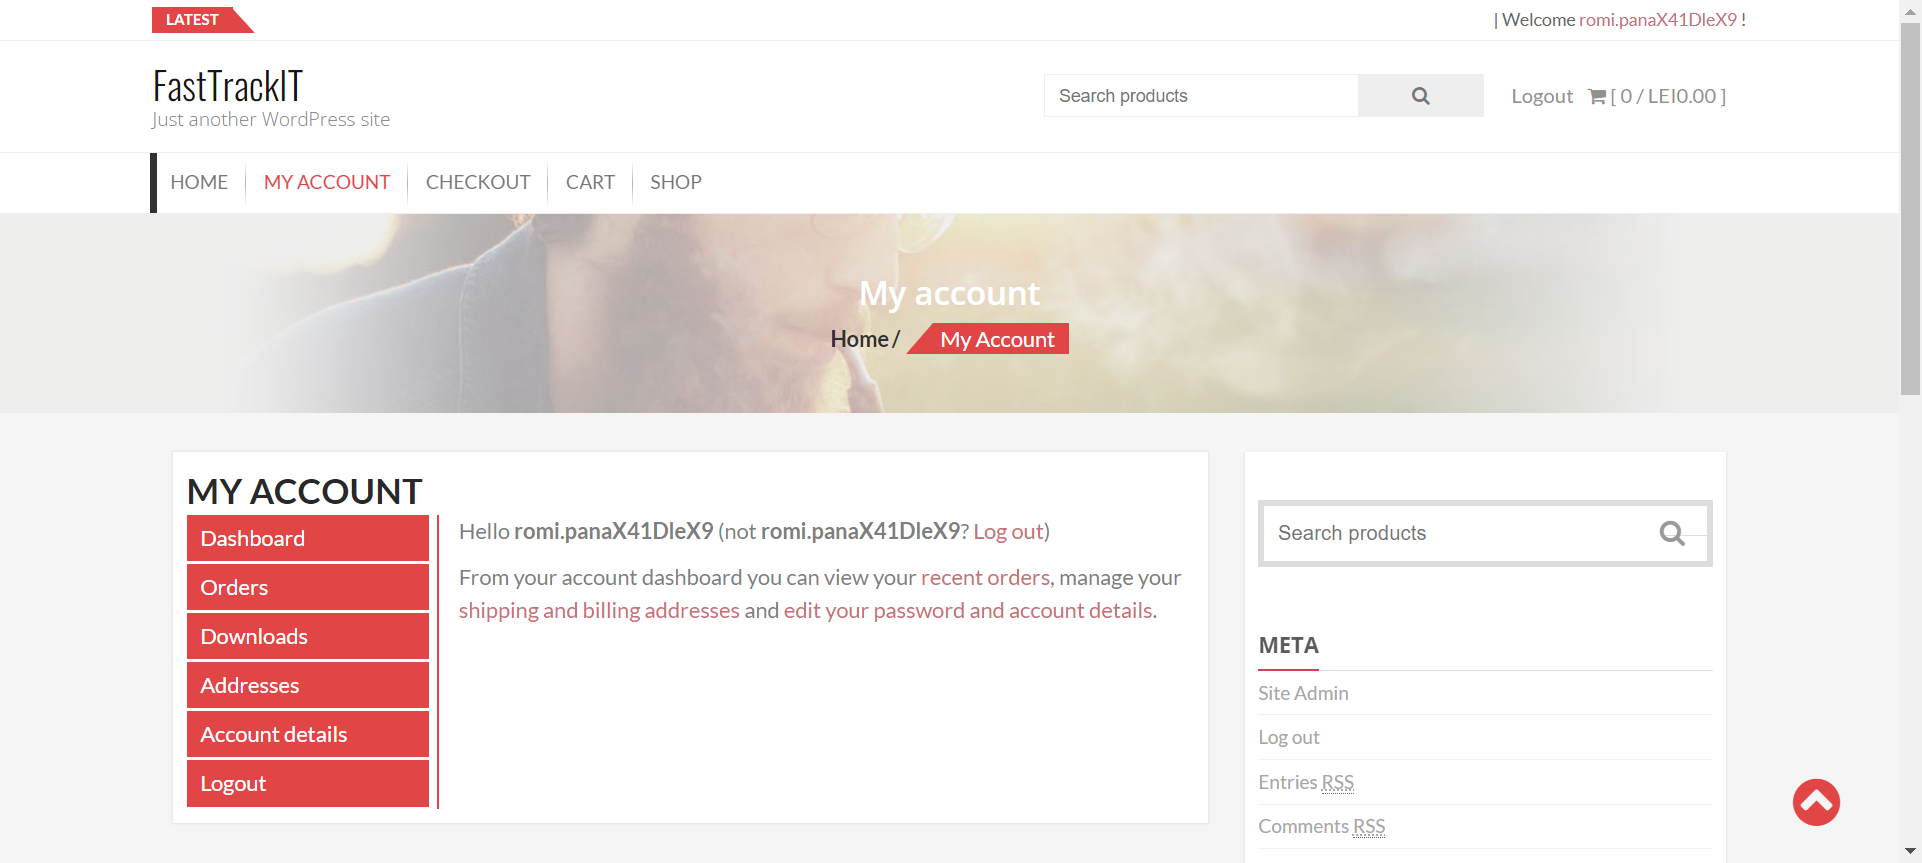 LATEST
| Welcome romi.panaX41DleX9 !
FastTrackIT
Just another WordPress site
Search products
Logout [ 0 / LEI0.00 ]
HOME MY ACCOUNT CHECKOUT CART SHOP
My account
Home / My Account
MY ACCOUNT
Dashboard
Orders
Downloads
Addresses
Account details
Logout
Hello romi.panaX41DleX9 (not romi.panaX41DleX9? Log out)
From your account dashboard you can view your recent orders, manage your
shipping and billing addresses and edit your password and account details.
Search products
META
Site Admin
Log out
Entries RSS
Comments RSS